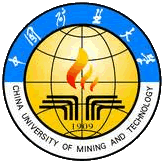 中国矿业大学
CHINA UNIVERSITY OF MINING AND TECHNOLOGY
1909